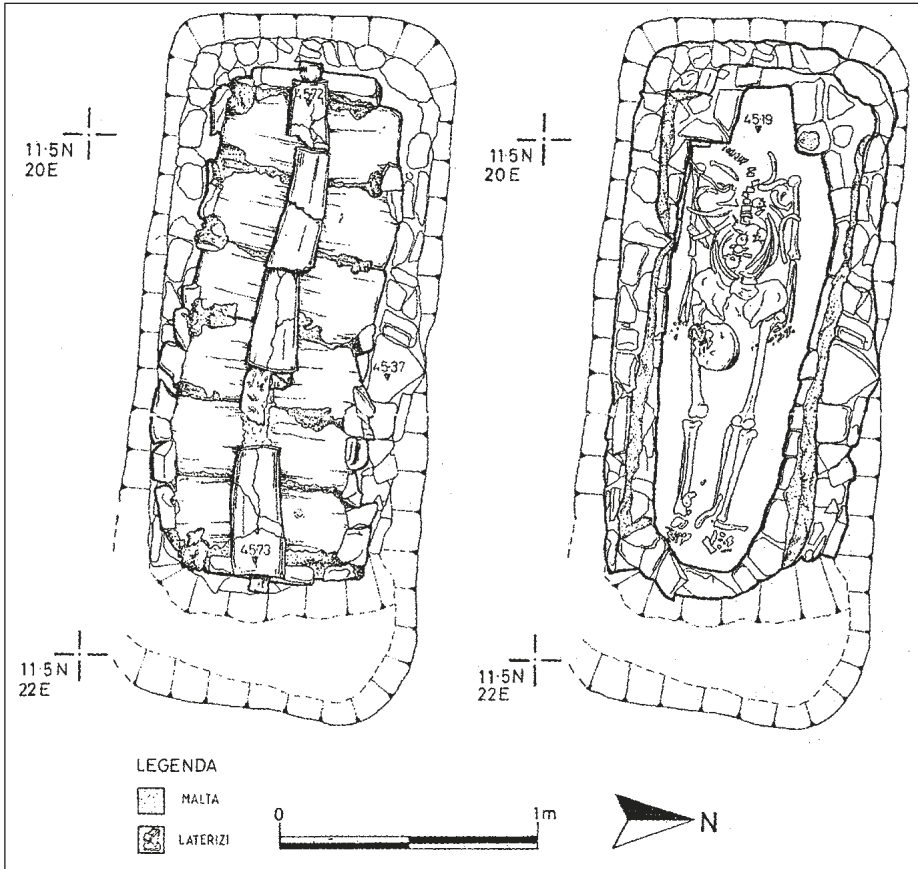 45·72
11·5N
20E
45·37
45·73
11·5N
22E
45·19
11·5N
20E
11·5N
22E
LEGENDA
MALTA
LATERIZI
0
1m
N